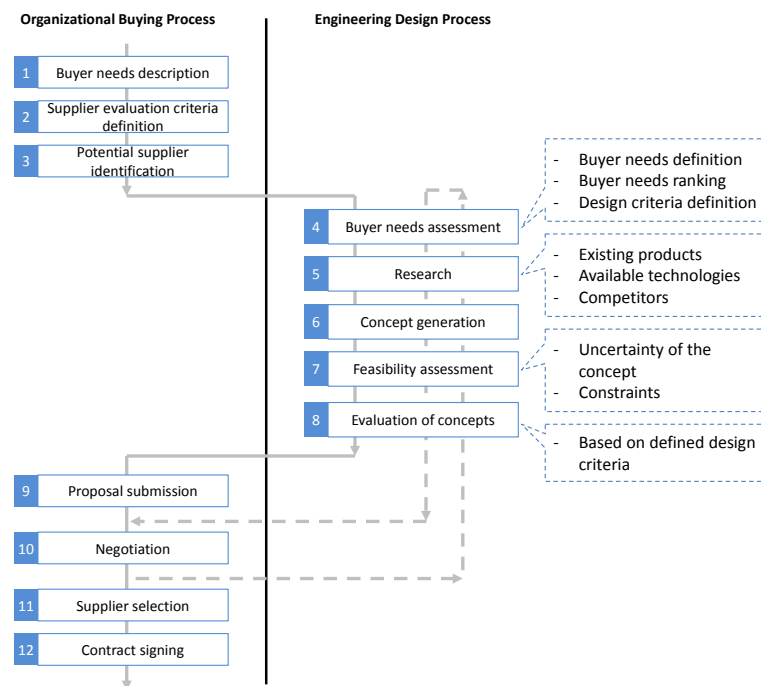 Organizational Buying Process
Engineering Design Process
1 Buyer needs description
2 Supplier evaluation criteria
definition
3 Potential supplier
identification
4 Buyer needs assessment
- Buyer needs definition
- Buyer needs ranking
- Design criteria definition
5 Research
- Existing products
- Available technologies
- Competitors
6 Concept generation
7 Feasibility assessment
- Uncertainty of the
concept
- Constraints
8 Evaluation of concepts
- Based on defined design
criteria
9 Proposal submission
10 Negotiation
11 Supplier selection
12 Contract signing